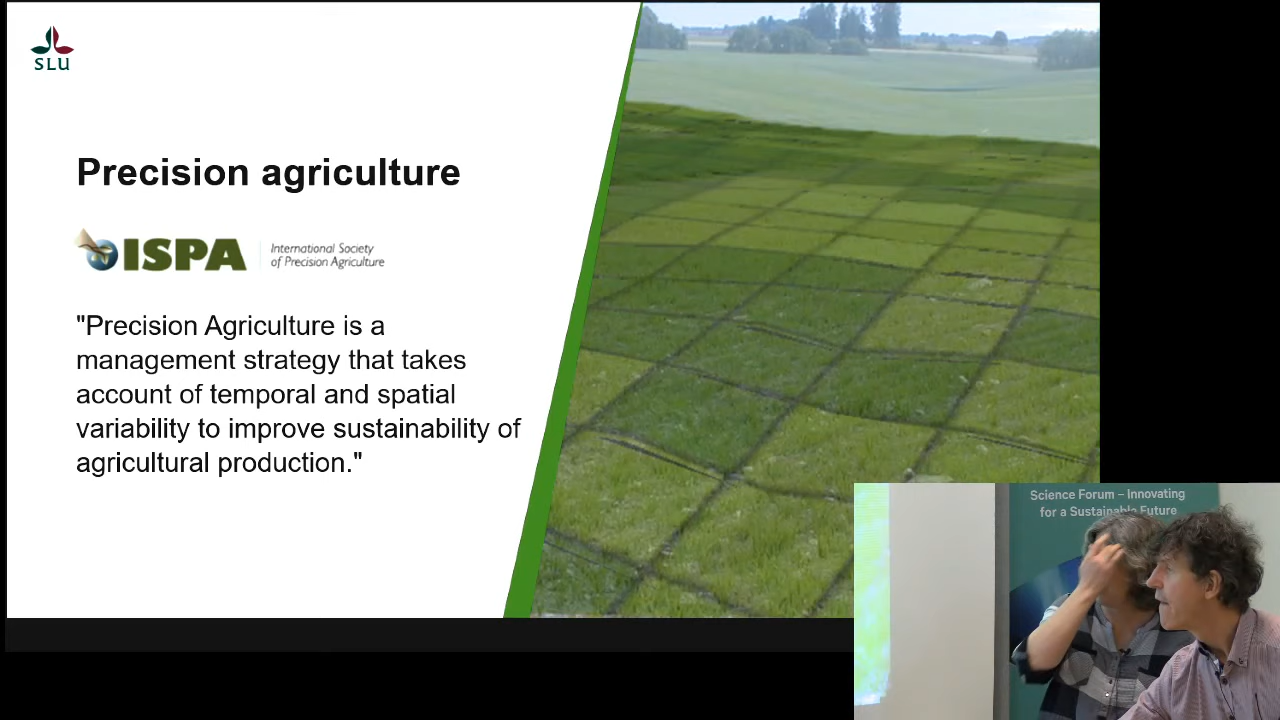 SLU
Precision agriculture
ISPA
International Society
of Precision Agriculture
"Precision Agriculture is a
management strategy that takes
account of temporal and spatial
variability to improve sustainability of
agricultural production."
Science Forum – Innovating
for a Sustainable Future